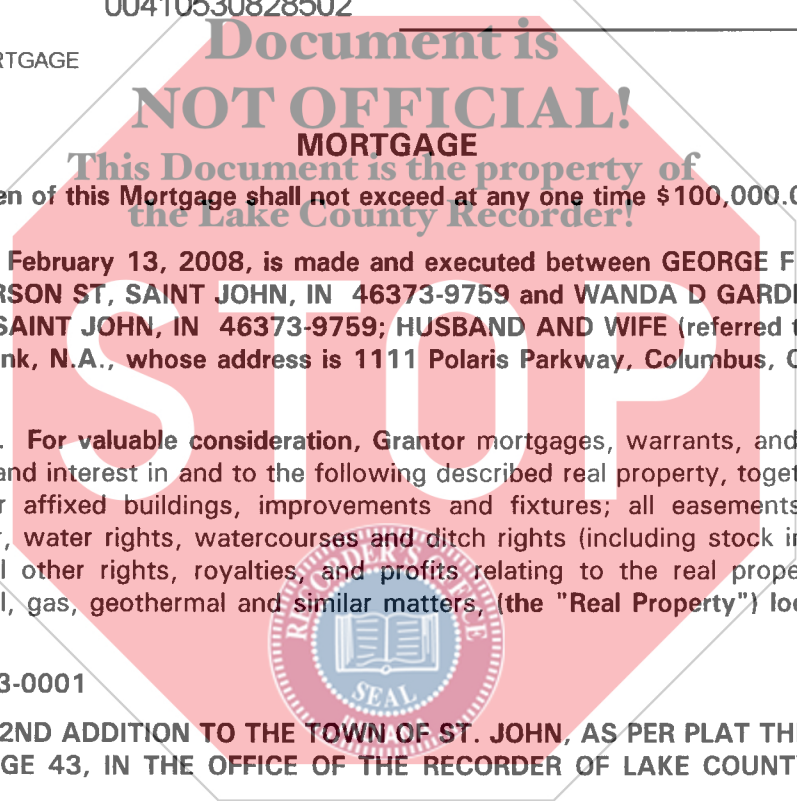 00410530828502
RTGAGE
Document is
NOT OFFICIAL!
MORTGAGE
This Document is the property of
en of this Mortgage shall not exceed at any one time $100,000.0
the Lake County Recorder!
February 13, 2008, is made and executed between GEORGE F
RSON ST, SAINT JOHN, IN 46373-9759 and WANDA D GARDI
SAINT JOHN, IN 46373-9759; HUSBAND AND WIFE (referred t
nk, N.A., whose address is 1111 Polaris Parkway, Columbus, O
STOP
. For valuable consideration, Grantor mortgages, warrants, and
and interest in and to the following described real property, toget
r affixed buildings, improvements and fixtures; all easements
, water rights, watercourses and ditch rights (including stock in
l other rights, royalties, and profits relating to the real prope
l, gas, geothermal and similar matters, (the "Real Property") loc
RECORDER'S OFFICE
SEAL
INDIANA
3-0001
2ND ADDITION TO THE TOWN OF ST. JOHN, AS PER PLAT THE
GE 43, IN THE OFFICE OF THE RECORDER OF LAKE COUNTY